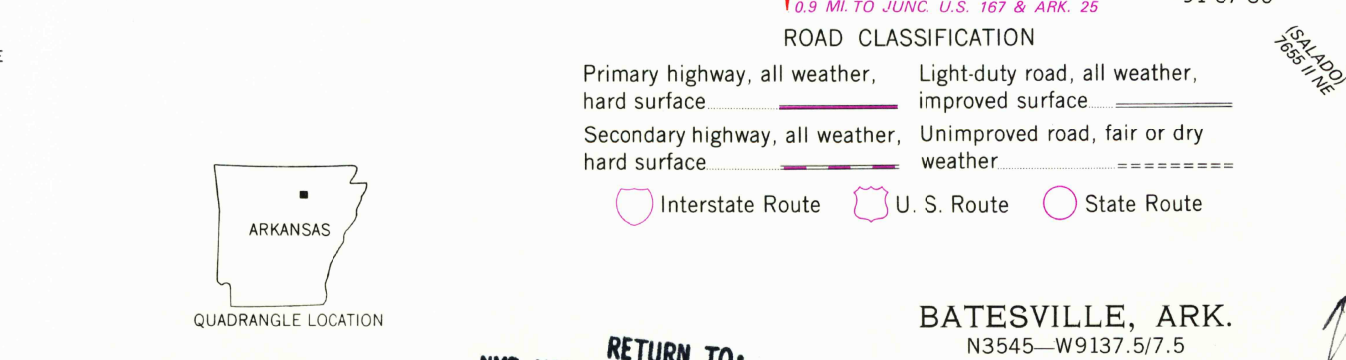 0.9 MI. TO JUNC. U.S. 167 & ARK. 25
ROAD CLASSIFICATION
Primary highway, all weather,
hard surface
Light-duty road, all weather,
improved surface
Secondary highway, all weather,
hard surface
Unimproved road, fair or dry
weather
Interstate Route
U. S. Route
State Route
(SALADO)
7655 II NE
ARKANSAS
QUADRANGLE LOCATION
BATESVILLE, ARK.
N3545—W9137.5/7.5
RETURN TO: